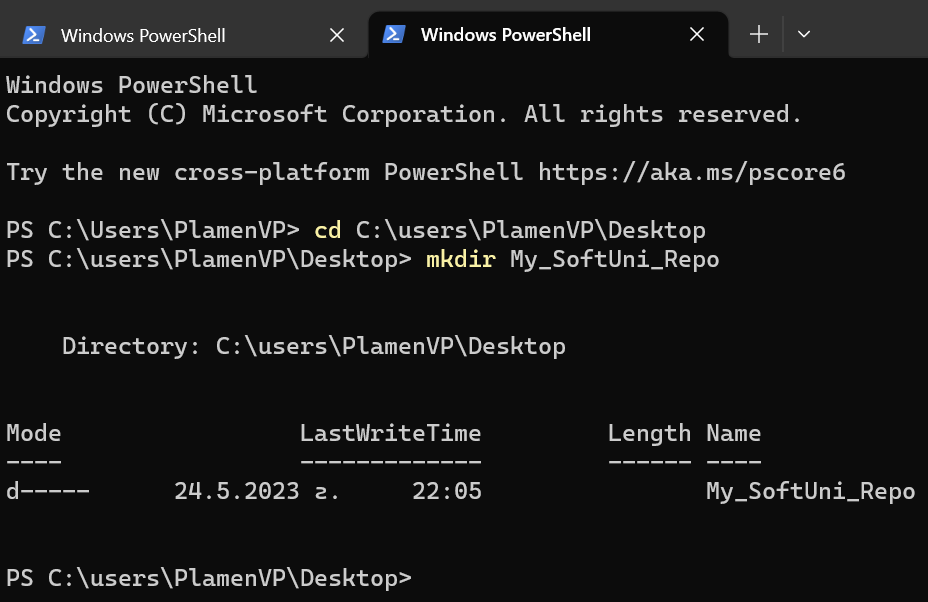 Windows PowerShell
Windows PowerShell
Windows PowerShell
Copyright (C) Microsoft Corporation. All rights reserved.
Try the new cross-platform PowerShell https://aka.ms/pscore6
PS C:\Users\PlamenVP> cd C:\users\PlamenVP\Desktop
PS C:\users\PlamenVP\Desktop> mkdir My_SoftUni_Repo
Directory: C:\users\PlamenVP\Desktop
Mode LastWriteTime Length Name
---- ------------- ------ ----
d----- 24.5.2023 г. 22:05 My_SoftUni_Repo
PS C:\users\PlamenVP\Desktop>